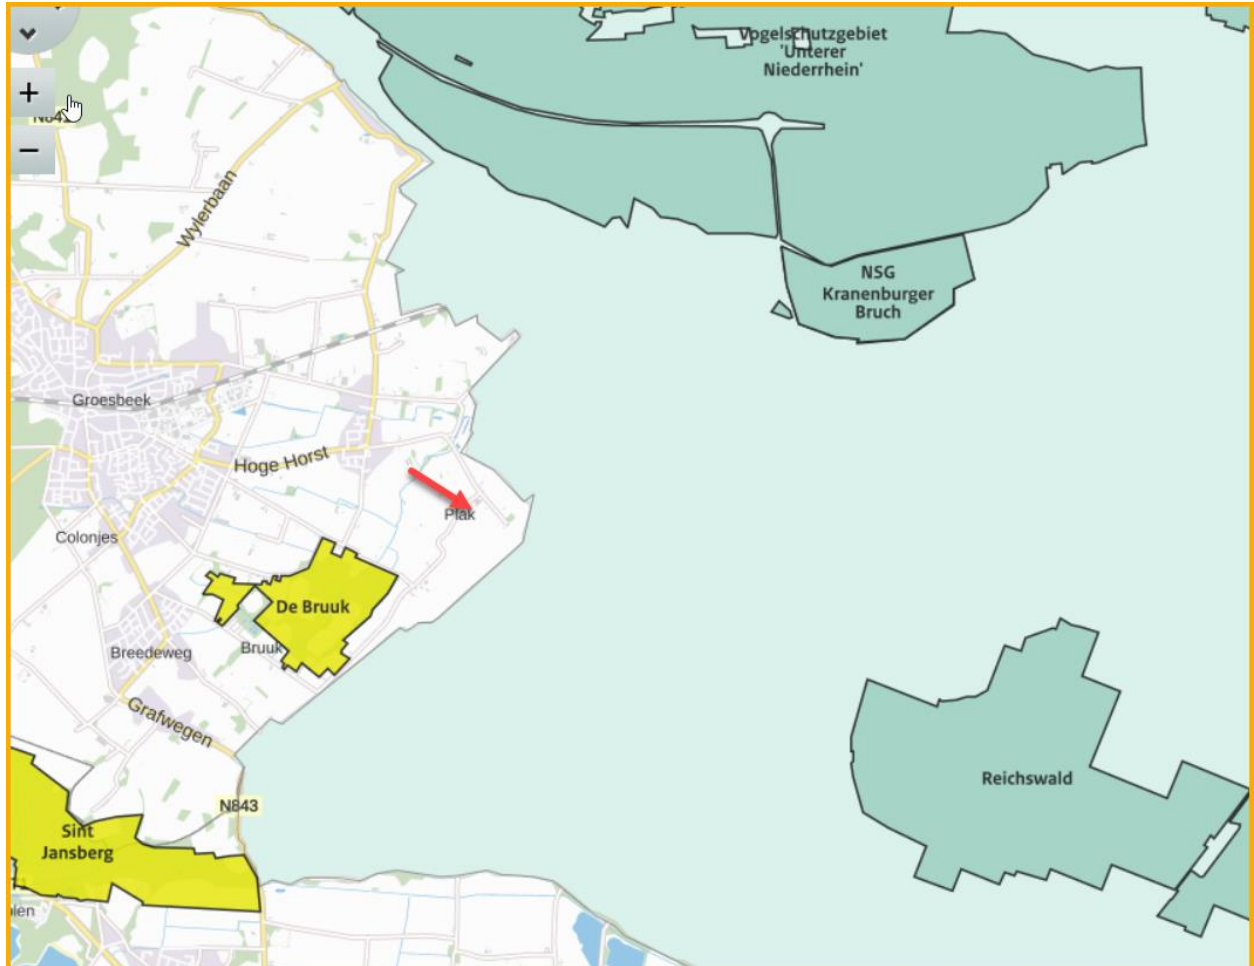 Vogelschutzgebiet
'Unterer
Niederrhein'
+
−
Wylerbaan
NSG
Kranenburger
Bruch
Groesbeek
Hoge Horst
Plak
Colonjes
De Bruuk
Breedeweg
Bruuk
Grafwegen
Reichswald
N843
Sint
Jansberg